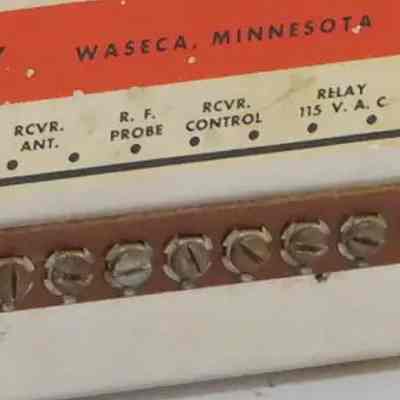 WASECA, MINNESOTA
RCVR. ANT.
R. F. PROBE
RCVR. CONTROL
RELAY 115 V. A. C.